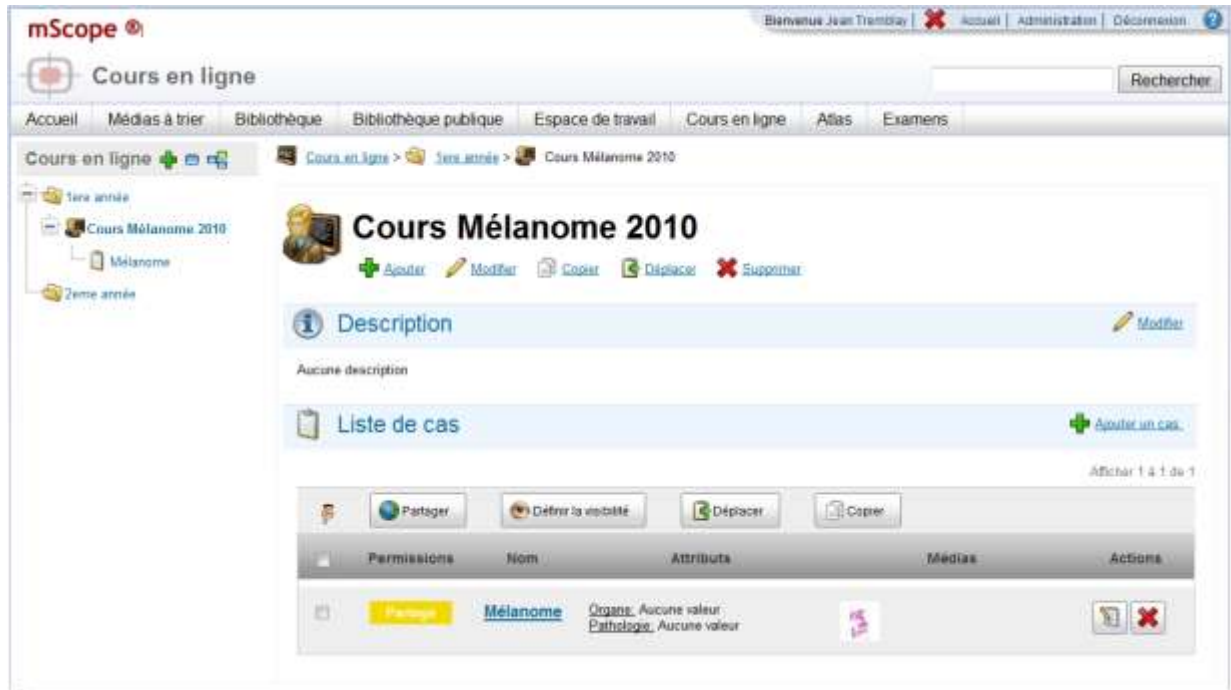 mScope ®
Bienvenue Jean Tremblay | Accueil | Administration | Déconnexion
Cours en ligne
Rechercher
Accueil Médias à trier Bibliothèque Bibliothèque publique Espace de travail Cours en ligne Atlas Examens
Cours en ligne
1ere année
Cours Mélanome 2010
Mélanome
2eme année
Cours en ligne > 1ere année > Cours Mélanome 2010
Cours Mélanome 2010
Ajouter Modifier Copier Déplacer Supprimer
Description Modifier
Aucune description
Liste de cas Ajouter un cas.
Afficher 1 à 1 de 1
Partager Définir la visibilité Déplacer Copier
Permissions Nom Attributs Médias Actions
Partagé Mélanome Organe: Aucune valeur
Pathologie: Aucune valeur